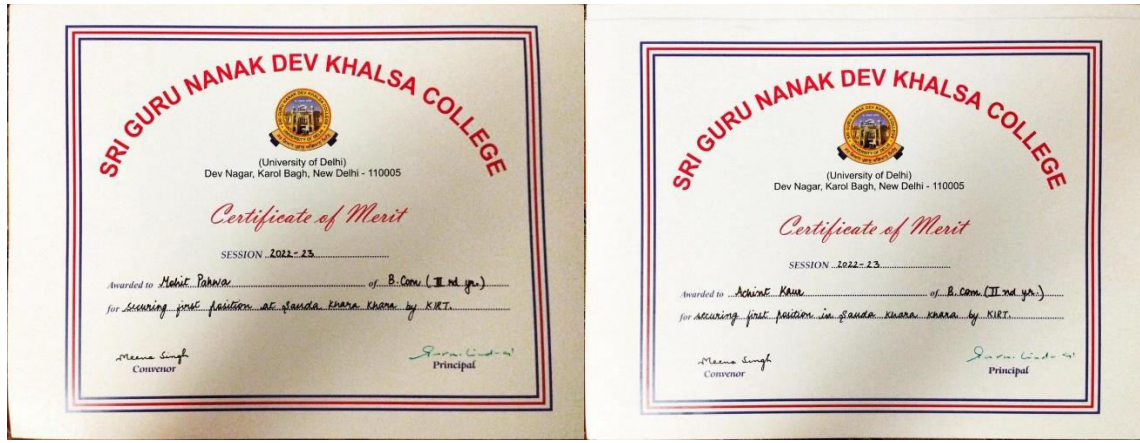 SRI GURU NANAK DEV KHALSA COLLEGE
(University of Delhi)
Dev Nagar, Karol Bagh, New Delhi - 110005
Certificate of Merit
SESSION 2022-23
Awarded to Mohit Pahwa of B.Com (II nd yr.)
for securing first position at Sauda Khara Khara by KIRT.
Meena Singh
Convenor
Principal
SRI GURU NANAK DEV KHALSA COLLEGE
(University of Delhi)
Dev Nagar, Karol Bagh, New Delhi - 110005
Certificate of Merit
SESSION 2022-23
Awarded to Achint Kaur of B.Com (II nd yr.)
for securing first position in Sauda Khara Khara by KIRT.
Meena Singh
Convenor
Principal